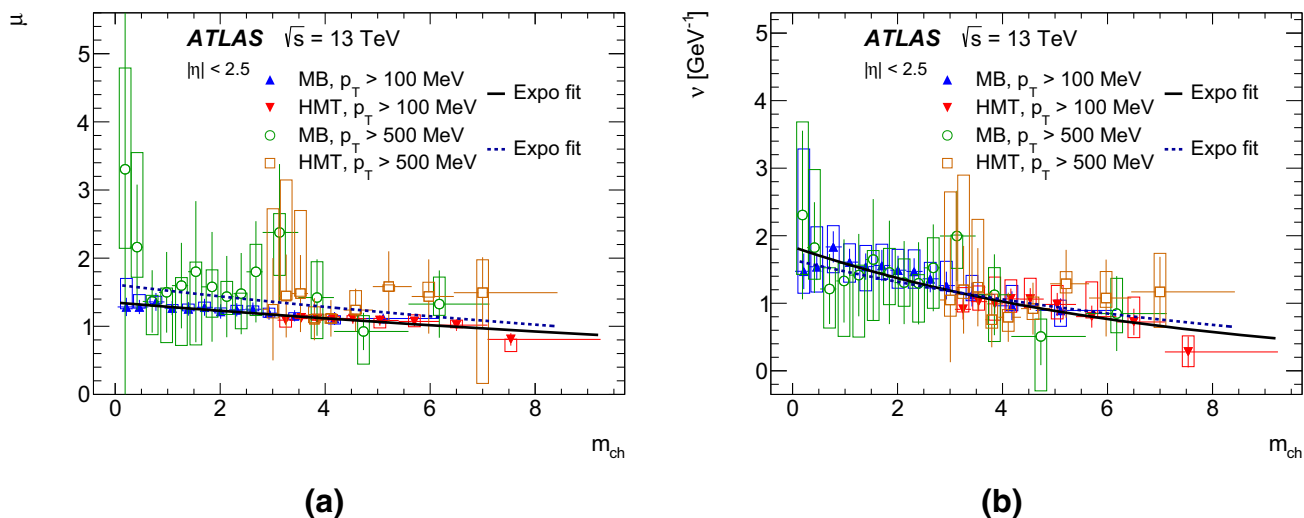 μ
5
4
3
2
1
0
0 2 4 6 8
m_ch
ATLAS √s = 13 TeV
|η| < 2.5
MB, p_T > 100 MeV
HMT, p_T > 100 MeV
Expo fit
MB, p_T > 500 MeV
HMT, p_T > 500 MeV
Expo fit
(a)
ν [GeV⁻¹]
5
4
3
2
1
0
0 2 4 6 8
m_ch
ATLAS √s = 13 TeV
|η| < 2.5
MB, p_T > 100 MeV
HMT, p_T > 100 MeV
Expo fit
MB, p_T > 500 MeV
HMT, p_T > 500 MeV
Expo fit
(b)